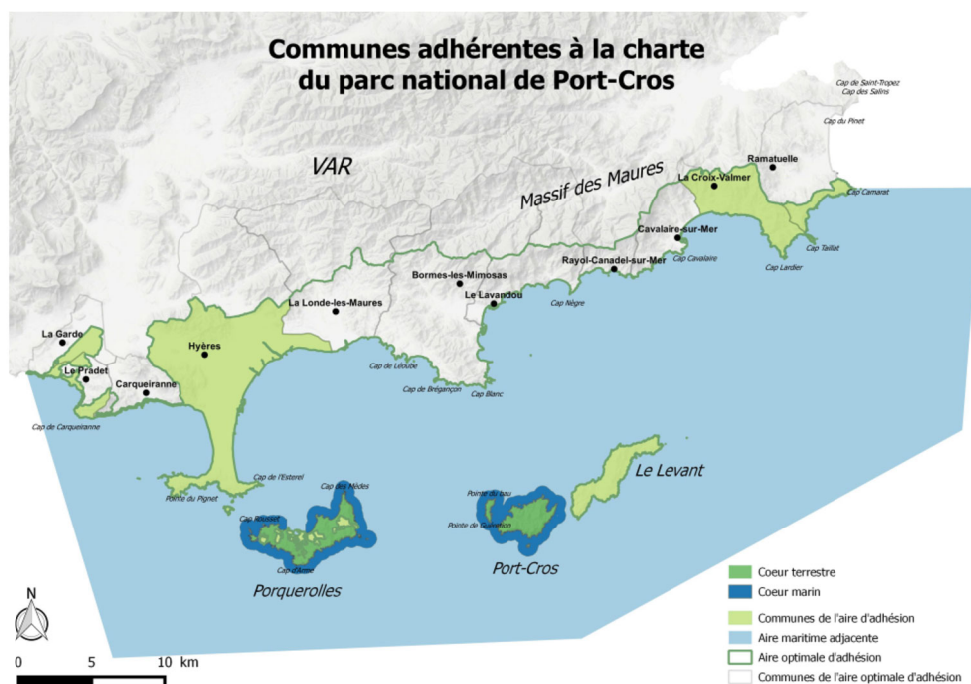 Communes adhérentes à la charte
du parc national de Port-Cros
Cap de Saint-Tropez
Cap des Salins
Cap du Pinet
VAR
Massif des Maures
Ramatuelle
La Croix-Valmer
Cap Camarat
Cavalaire-sur-Mer
Cap Taillat
Cap Cavalaire
Cap Lardier
Rayol-Canadel-sur-Mer
Bormes-les-Mimosas
Le Lavandou
Cap Nègre
La Londe-les-Maures
La Garde
Hyères
Le Pradet
Carqueiranne
Cap de Léoube
Cap de Brégançon
Cap Blanc
Cap de Carqueiranne
Le Levant
Cap de l'Esterel
Cap des Mèdes
Pointe du Pignet
Pointe du
Cap Rousset
Pointe de
Cap d'Arme
Port-Cros
Porquerolles
Coeur terrestre
Coeur marin
Communes de l'aire d'adhésion
Aire maritime adjacente
Aire optimale d'adhésion
Communes de l'aire optimale d'adhésion
N
0 5 10 km